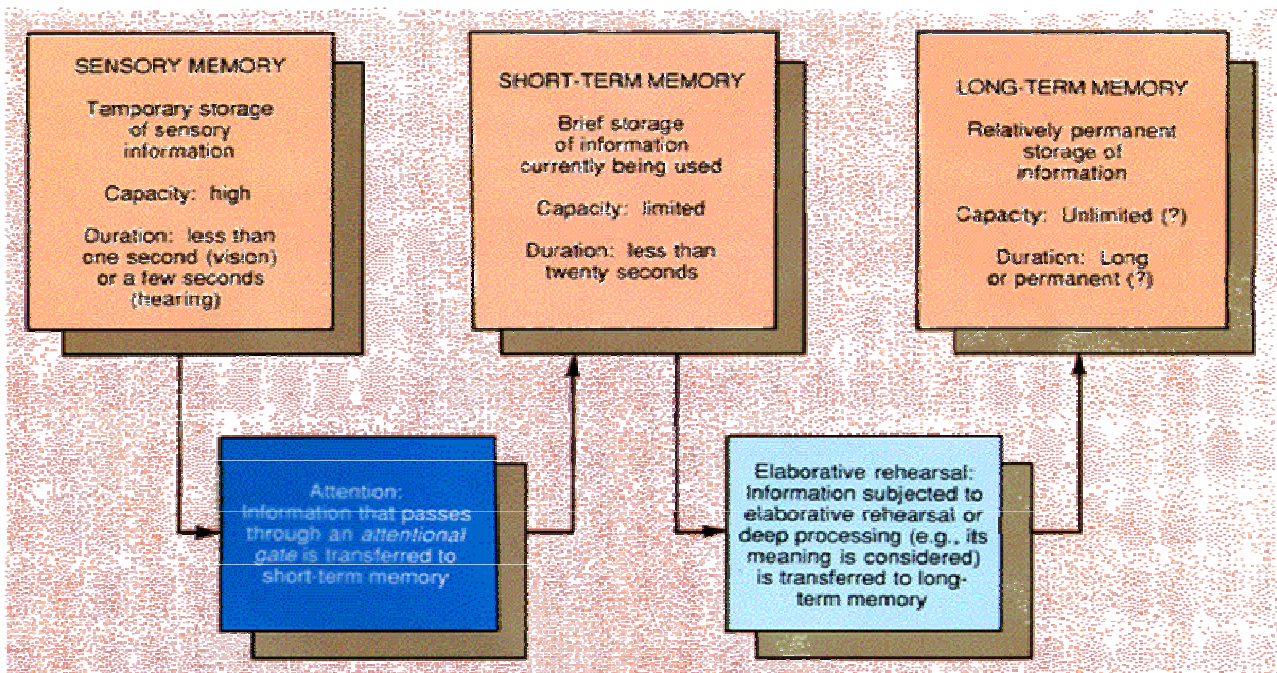 SENSORY MEMORY
Temporary storage
of sensory
information
Capacity: high
Duration: less than
one second (vision)
or a few seconds
(hearing)
SHORT-TERM MEMORY
Brief storage
of information
currently being used
Capacity: limited
Duration: less than
twenty seconds
LONG-TERM MEMORY
Relatively permanent
storage of
information
Capacity: Unlimited (?)
Duration: Long
or permanent (?)
Attention:
Information that passes
through an attentional
gate is transferred to
short-term memory
Elaborative rehearsal:
Information subjected to
elaborative rehearsal or
deep processing (e.g., its
meaning is considered)
is transferred to long-
term memory